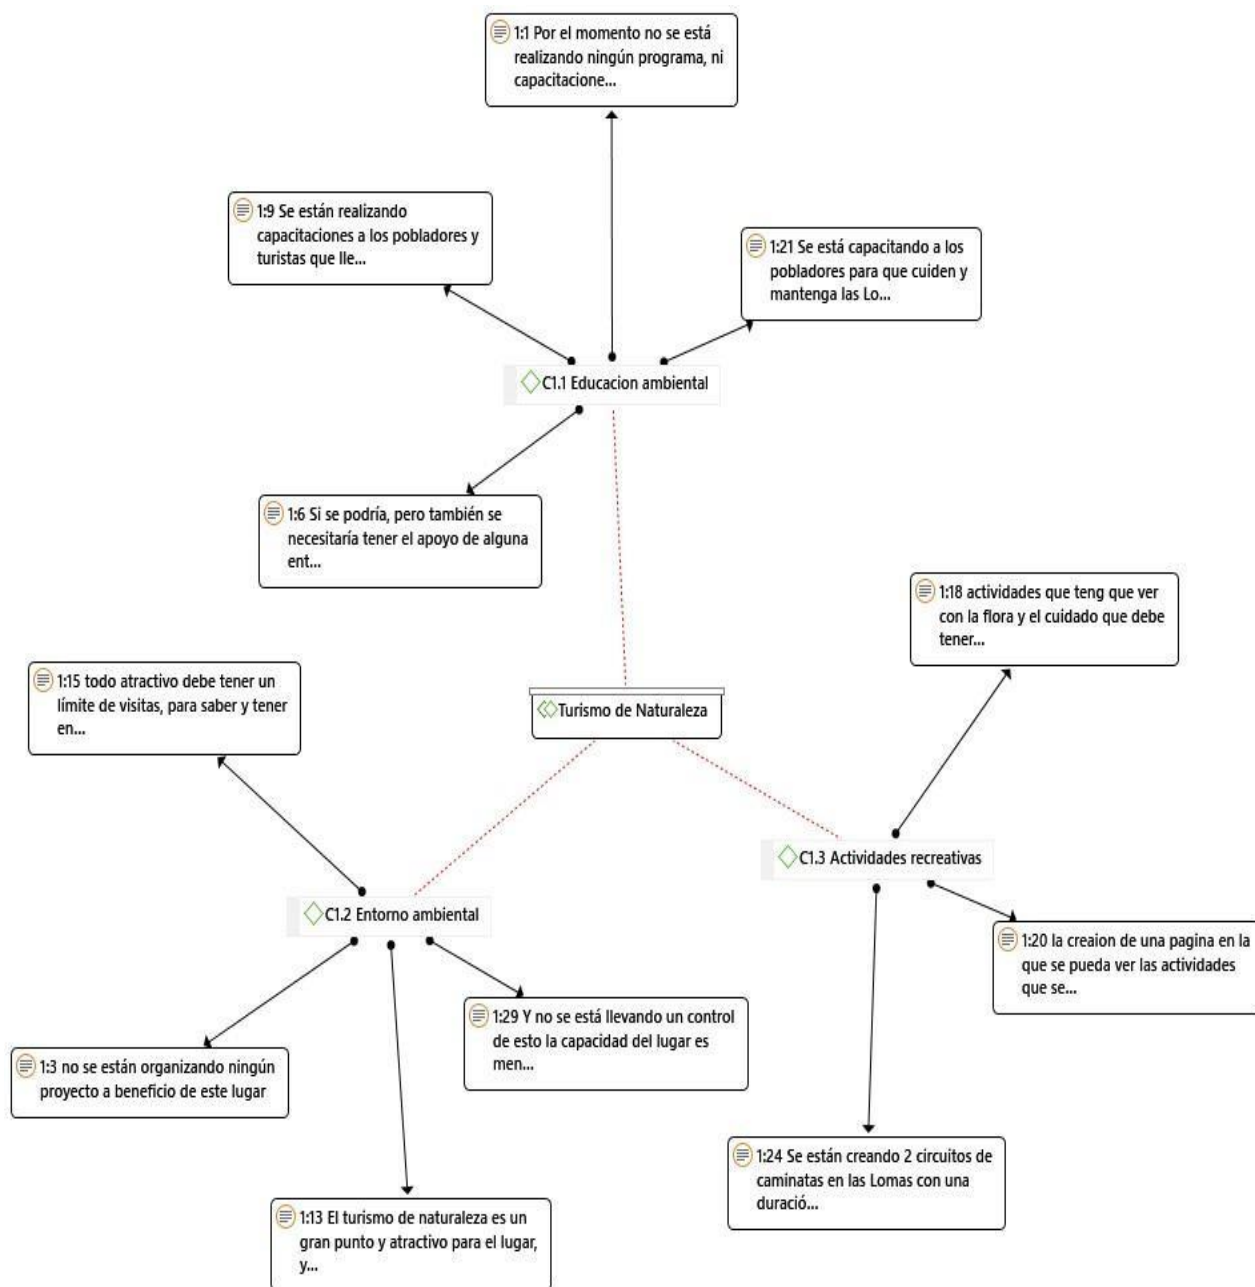 1:1 Por el momento no se está
realizando ningún programa, ni
capacitacione...
1:9 Se están realizando
capacitaciones a los pobladores y
turistas que lle...
1:21 Se está capacitando a los
pobladores para que cuiden y
mantenga las Lo...
C1.1 Educacion ambiental
1:6 Si se podría, pero también se
necesitaría tener el apoyo de alguna
ent...
1:18 actividades que teng que ver
con la flora y el cuidado que debe
tener...
1:15 todo atractivo debe tener un
límite de visitas, para saber y tener
en...
Turismo de Naturaleza
C1.3 Actividades recreativas
C1.2 Entorno ambiental
1:20 la creaion de una pagina en la
que se pueda ver las actividades
que se...
1:29 Y no se está llevando un control
de esto la capacidad del lugar es
men...
1:3 no se están organizando ningún
proyecto a beneficio de este lugar
1:24 Se están creando 2 circuitos de
caminatas en las Lomas con una
duració...
1:13 El turismo de naturaleza es un
gran punto y atractivo para el lugar,
y...